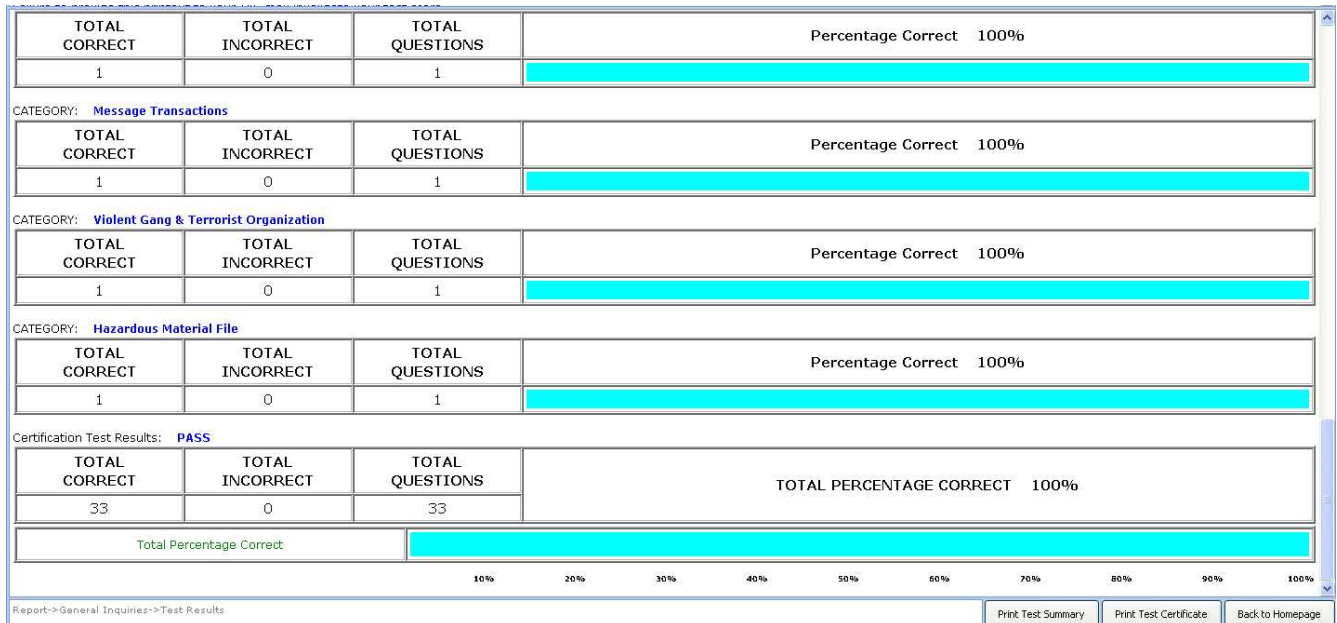 TOTAL CORRECT TOTAL INCORRECT TOTAL QUESTIONS Percentage Correct 100%
1 0 1
CATEGORY: Message Transactions
TOTAL CORRECT TOTAL INCORRECT TOTAL QUESTIONS Percentage Correct 100%
1 0 1
CATEGORY: Violent Gang & Terrorist Organization
TOTAL CORRECT TOTAL INCORRECT TOTAL QUESTIONS Percentage Correct 100%
1 0 1
CATEGORY: Hazardous Material File
TOTAL CORRECT TOTAL INCORRECT TOTAL QUESTIONS Percentage Correct 100%
1 0 1
Certification Test Results: PASS
TOTAL CORRECT TOTAL INCORRECT TOTAL QUESTIONS TOTAL PERCENTAGE CORRECT 100%
33 0 33
Total Percentage Correct
10% 20% 30% 40% 50% 60% 70% 80% 90% 100%
Report->General Inquiries->Test Results Print Test Summary Print Test Certificate Back to Homepage